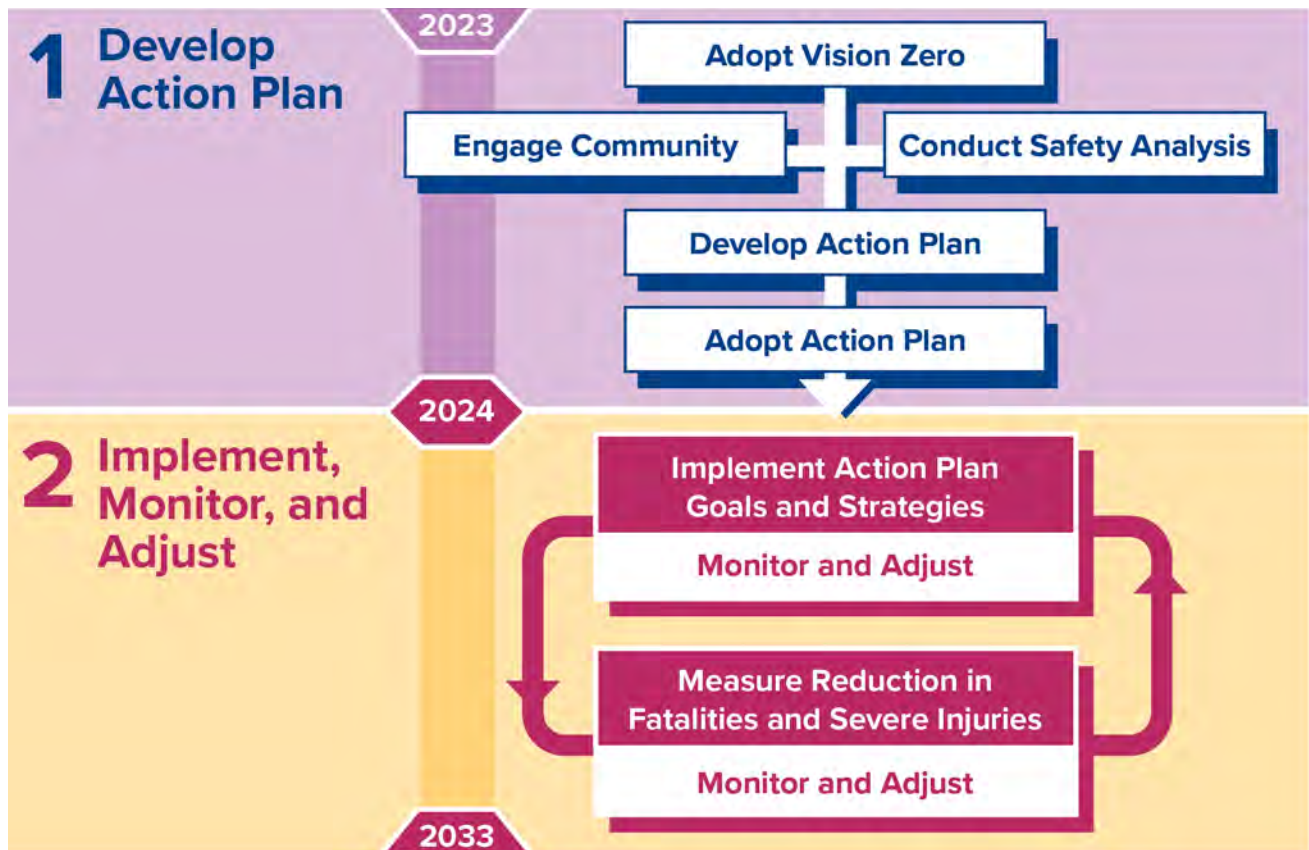 2023
1 Develop
Action Plan
Adopt Vision Zero
Engage Community
Conduct Safety Analysis
Develop Action Plan
Adopt Action Plan
2024
2 Implement,
Monitor, and
Adjust
Implement Action Plan
Goals and Strategies
Monitor and Adjust
Measure Reduction in
Fatalities and Severe Injuries
Monitor and Adjust
2033